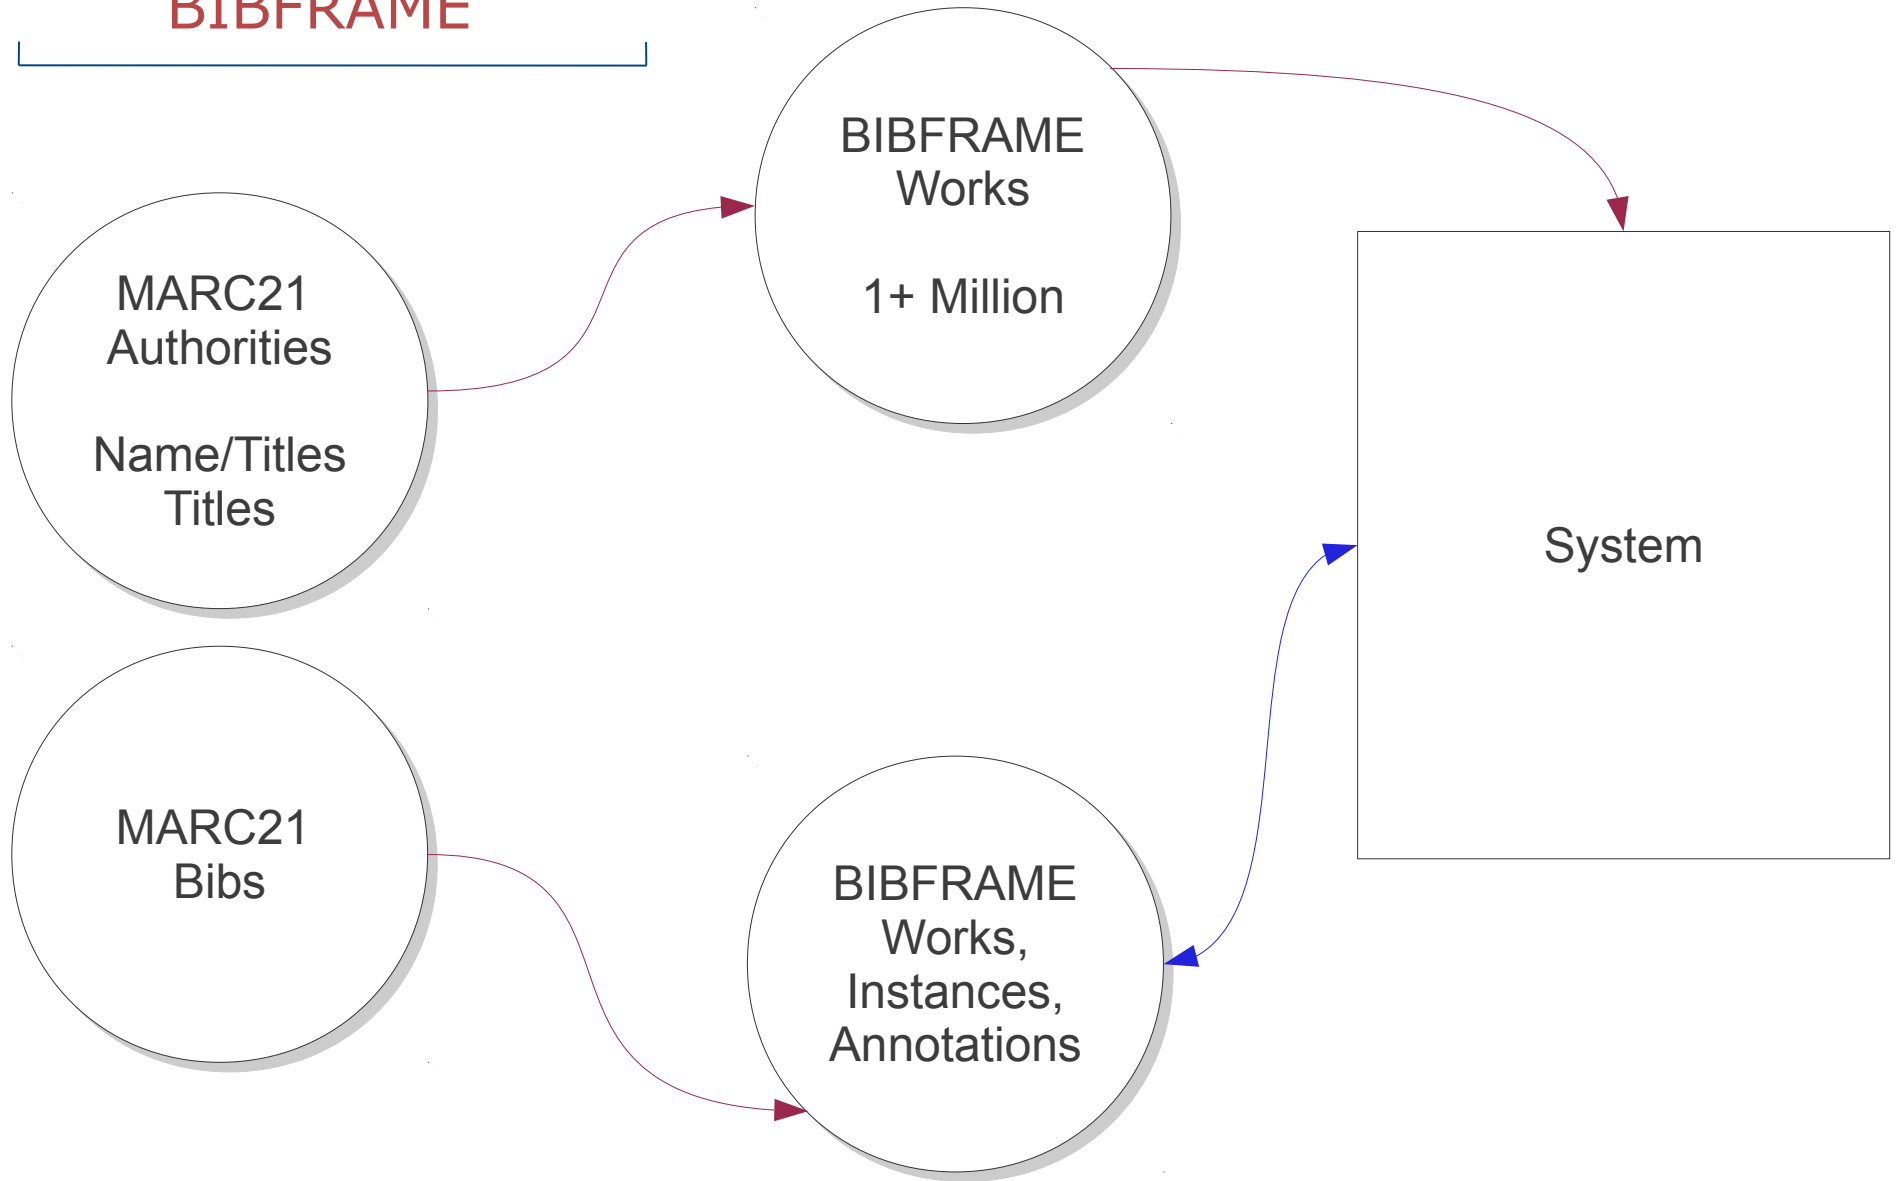 BIBFRAME
MARC21
Authorities
Name/Titles
Titles
BIBFRAME
Works
1+ Million
System
MARC21
Bibs
BIBFRAME
Works,
Instances,
Annotations